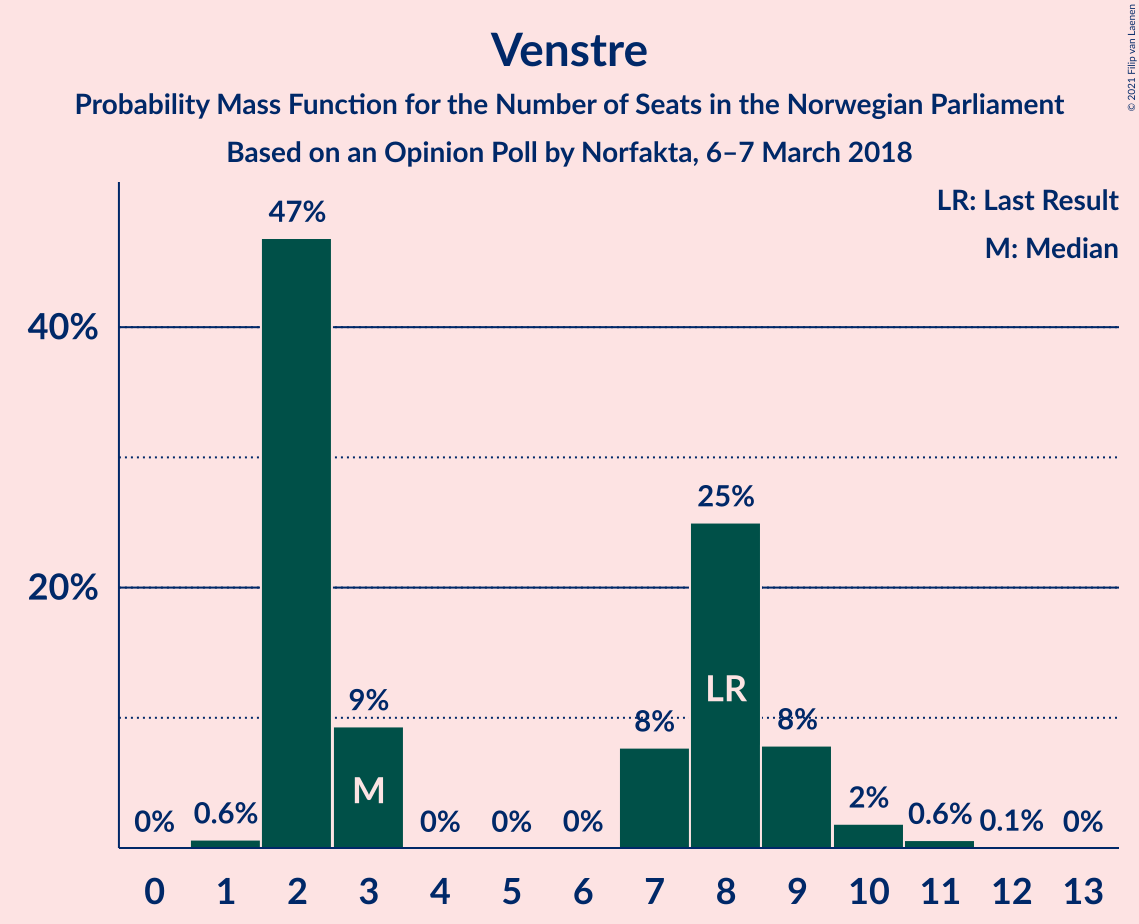 Venstre
Probability Mass Function for the Number of Seats in the Norwegian Parliament
Based on an Opinion Poll by Norfakta, 6–7 March 2018
© 2021 Filip van Laenen
LR: Last Result
M: Median
47%
40%
25%
20%
LR
9%
8%
8%
M
2%
0%
0.6%
0%
0%
0%
0.6%
0.1%
0%
0 1 2 3 4 5 6 7 8 9 10 11 12 13